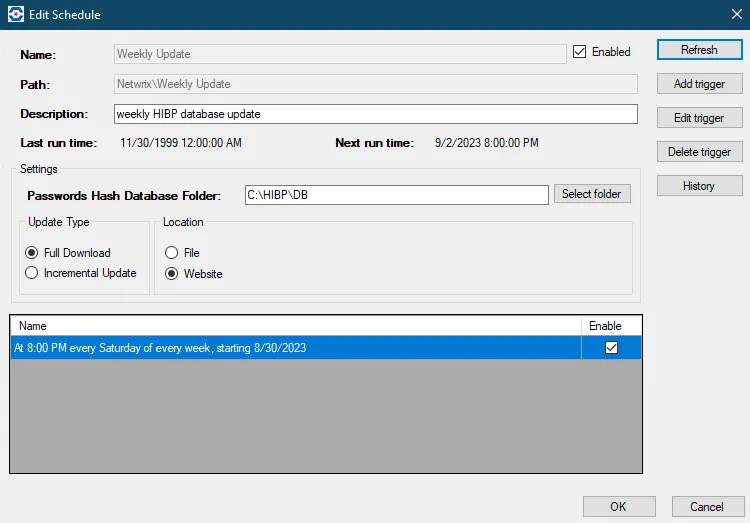 Edit Schedule
Name: Weekly Update Enabled Refresh
Path: Netwrix\Weekly Update Add trigger
Description: weekly HIBP database update Edit trigger
Last run time: 11/30/1999 12:00:00 AM Next run time: 9/2/2023 8:00:00 PM Delete trigger
Settings
History
Passwords Hash Database Folder: C:\HIBP\DB Select folder
Update Type Location
Full Download File
Incremental Update Website
Name Enable
At 8:00 PM every Saturday of every week, starting 8/30/2023
OK Cancel